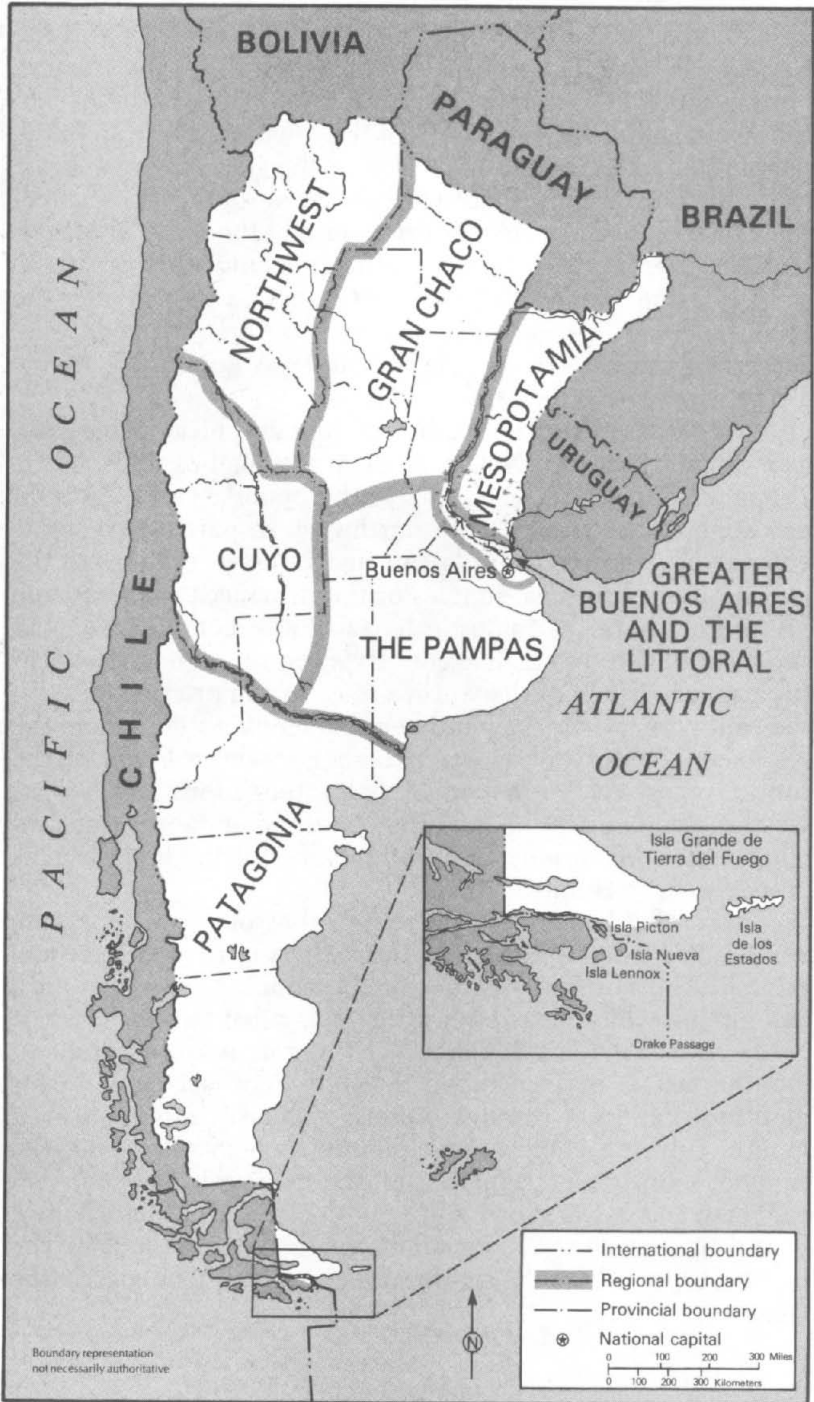 BOLIVIA
PARAGUAY
BRAZIL
NORTHWEST
GRAN CHACO
MESOPOTAMIA
URUGUAY
PACIFIC OCEAN
CHILE
CUYO
Buenos Aires
GREATER
BUENOS AIRES
AND THE
LITTORAL
THE PAMPAS
ATLANTIC
OCEAN
PATAGONIA
Isla Grande de
Tierra del Fuego
Isla Picton
Isla Nueva
Isla Lennox
Isla
de los
Estados
Drake Passage
International boundary
Regional boundary
Provincial boundary
National capital
0 100 200 300 Miles
0 100 200 300 Kilometers
N
Boundary representation
not necessarily authoritative